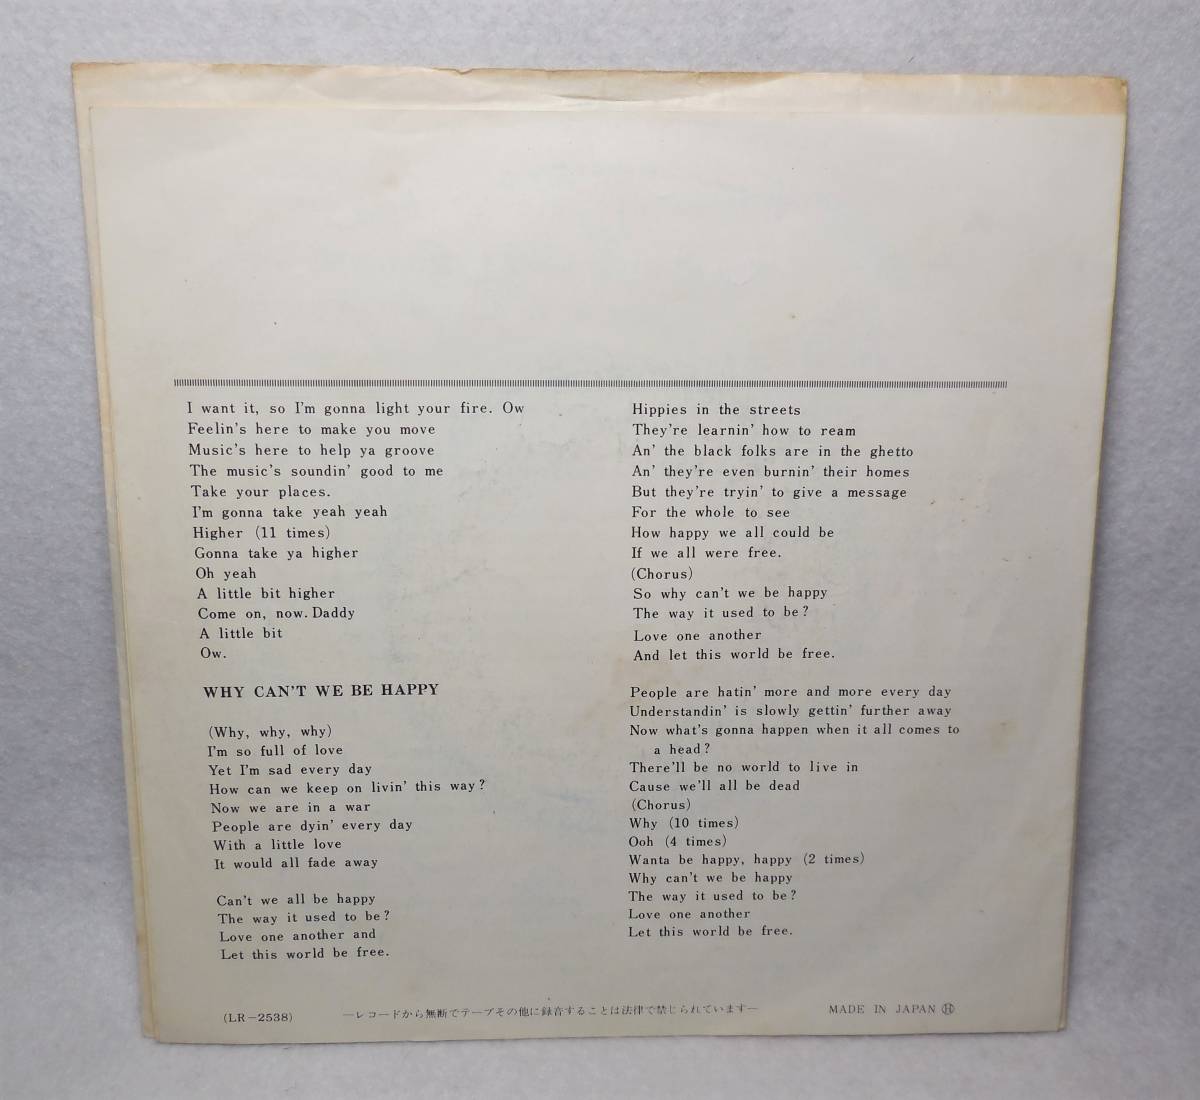 I want it, so I'm gonna light your fire. Ow
Feelin's here to make you move
Music's here to help ya groove
The music's soundin' good to me
Take your places.
I'm gonna take yeah yeah
Higher (11 times)
Gonna take ya higher
Oh yeah
A little bit higher
Come on, now. Daddy
A little bit
Ow.
WHY CAN'T WE BE HAPPY
(Why, why, why)
I'm so full of love
Yet I'm sad every day
How can we keep on livin' this way?
Now we are in a war
People are dyin' every day
With a little love
It would all fade away
Can't we all be happy
The way it used to be?
Love one another and
Let this world be free.
Hippies in the streets
They're learnin' how to ream
An' the black folks are in the ghetto
An' they're even burnin' their homes
But they're tryin' to give a message
For the whole to see
How happy we all could be
If we all were free.
(Chorus)
So why can't we be happy
The way it used to be?
Love one another
And let this world be free.
People are hatin' more and more every day
Understandin' is slowly gettin' further away
Now what's gonna happen when it all comes to
a head?
There'll be no world to live in
Cause we'll all be dead
(Chorus)
Why (10 times)
Ooh (4 times)
Wanta be happy, happy (2 times)
Why can't we be happy
The way it used to be?
Love one another
Let this world be free.
(LR-2538) —レコードから無断でテープその他に録音することは法律で禁じられています— MADE IN JAPAN Ⓗ